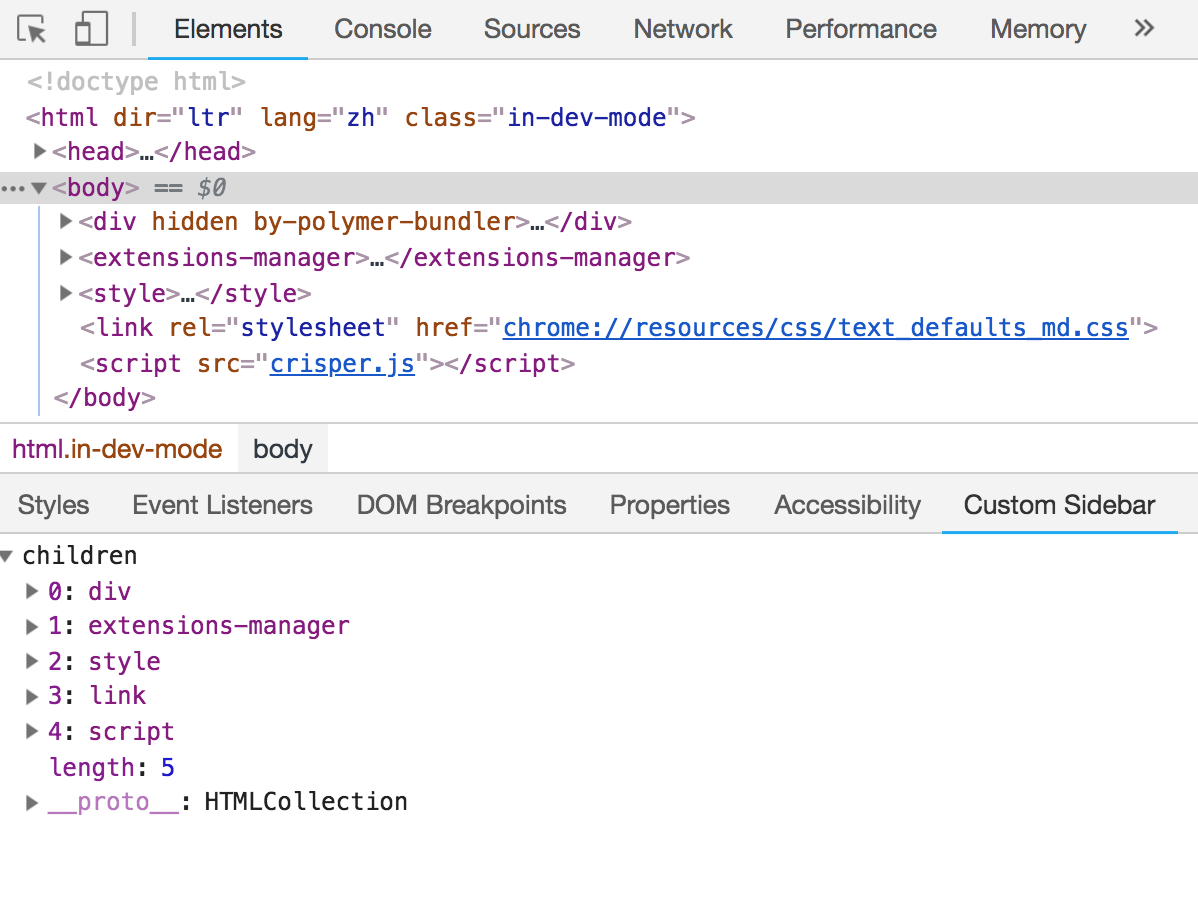 Elements Console Sources Network Performance Memory »
<!doctype html>
<html dir="ltr" lang="zh" class="in-dev-mode">
▶<head>…</head>
•••▼<body> == $0
▶<div hidden by-polymer-bundler>…</div>
▶<extensions-manager>…</extensions-manager>
▶<style>…</style>
<link rel="stylesheet" href="chrome://resources/css/text_defaults_md.css">
<script src="crisper.js"></script>
</body>
html.in-dev-mode body
Styles Event Listeners DOM Breakpoints Properties Accessibility Custom Sidebar
▼children
▶0: div
▶1: extensions-manager
▶2: style
▶3: link
▶4: script
length: 5
▶__proto__: HTMLCollection